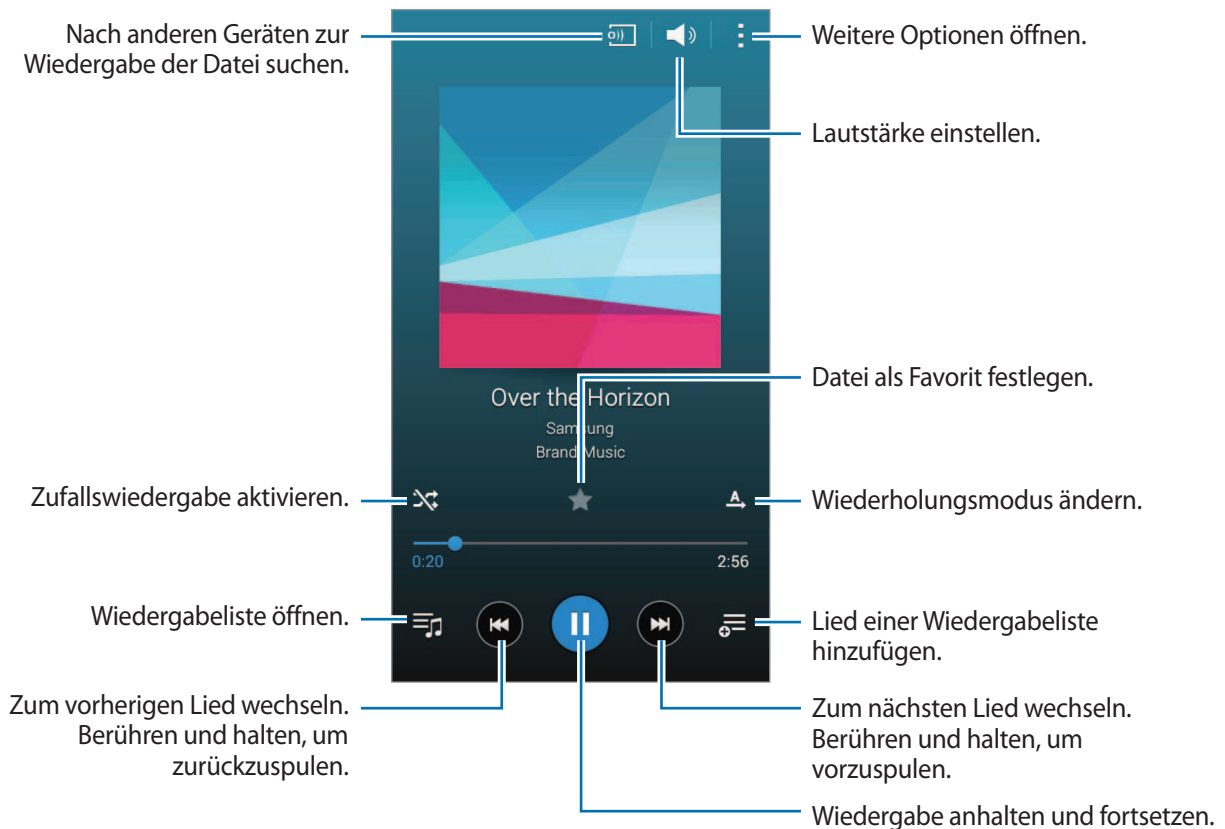 Nach anderen Geräten zur
Wiedergabe der Datei suchen.
Weitere Optionen öffnen.
Lautstärke einstellen.
Datei als Favorit festlegen.
Over the Horizon
Samsung
Brand Music
Zufallswiedergabe aktivieren.
A
Wiederholungsmodus ändern.
0:20
2:56
Wiedergabeliste öffnen.
Lied einer Wiedergabeliste
hinzufügen.
Zum vorherigen Lied wechseln.
Berühren und halten, um
zurückzuspulen.
Zum nächsten Lied wechseln.
Berühren und halten, um
vorzuspulen.
Wiedergabe anhalten und fortsetzen.